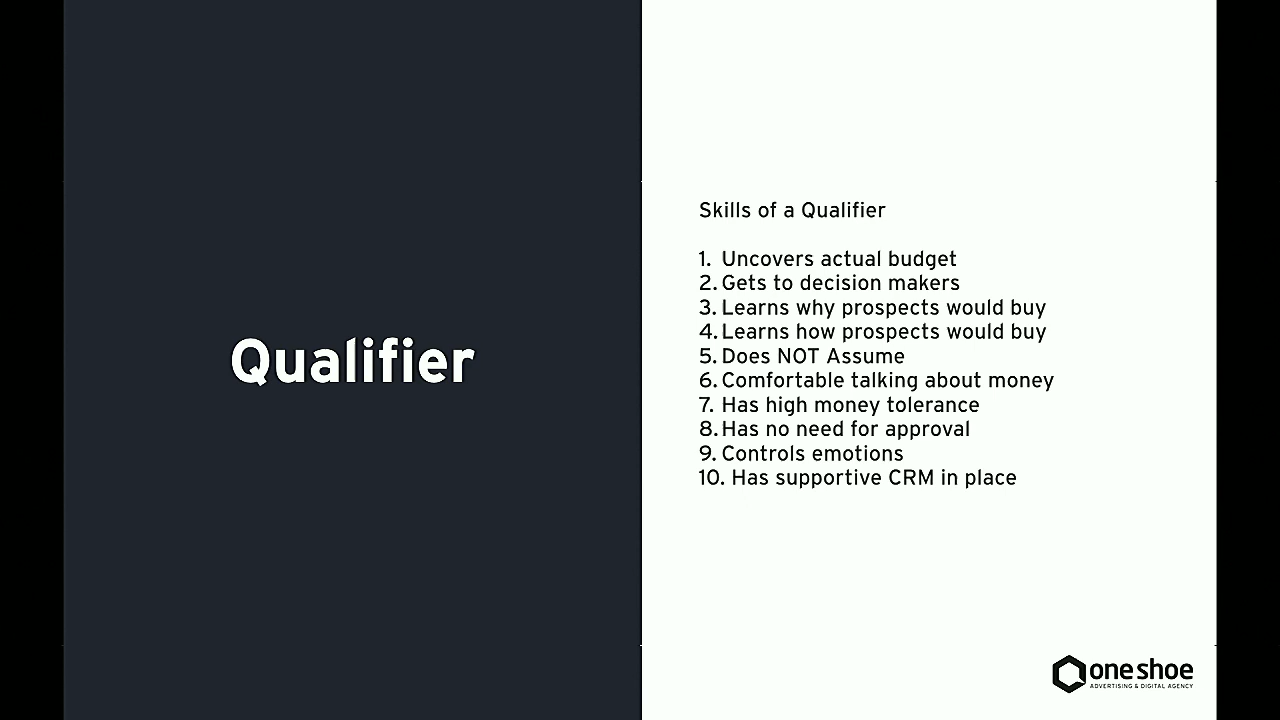 Qualifier
Skills of a Qualifier
1. Uncovers actual budget
2. Gets to decision makers
3. Learns why prospects would buy
4. Learns how prospects would buy
5. Does NOT Assume
6. Comfortable talking about money
7. Has high money tolerance
8. Has no need for approval
9. Controls emotions
10. Has supportive CRM in place
one shoe
ADVERTISING & DIGITAL AGENCY